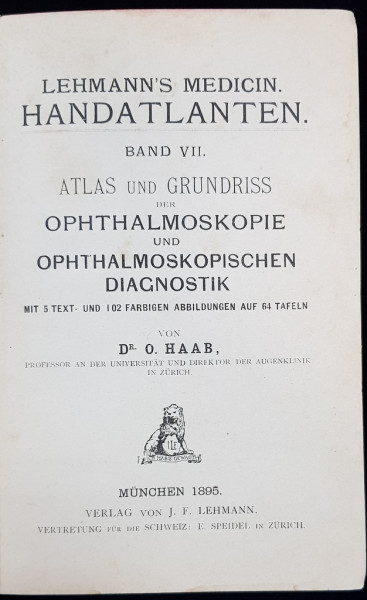 LEHMANN'S MEDICIN.
HANDATLANTEN.
BAND VII.
ATLAS UND GRUNDRISS
DER
OPHTHALMOSKOPIE
UND
OPHTHALMOSKOPISCHEN
DIAGNOSTIK
MIT 5 TEXT- UND 102 FARBIGEN ABBILDUNGEN AUF 64 TAFELN
VON
DR. O. HAAB,
PROFESSOR AN DER UNIVERSITÄT UND DIREKTOR DER AUGENKLINIK
IN ZÜRICH.
MÜNCHEN 1895.
VERLAG VON J. F. LEHMANN.
VERTRETUNG FÜR DIE SCHWEIZ: E. SPEIDEL IN ZÜRICH.